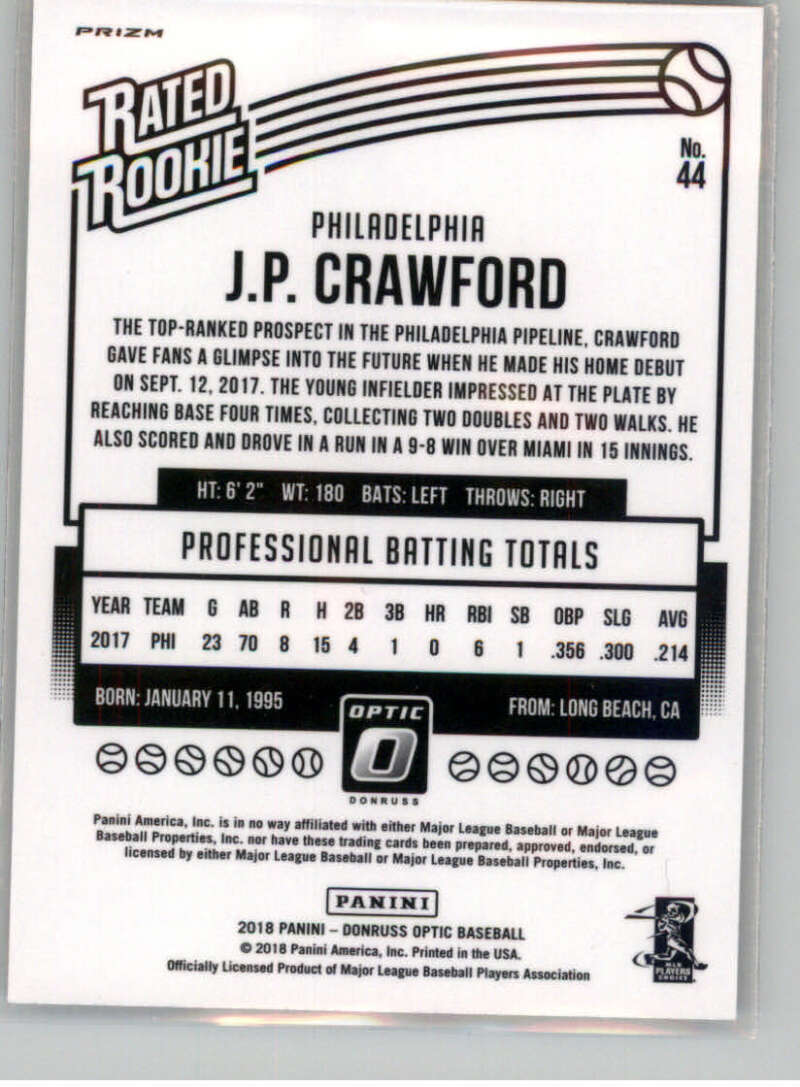 PRIZM
RATED
ROOKIE
No.
44
PHILADELPHIA
J.P. CRAWFORD
THE TOP-RANKED PROSPECT IN THE PHILADELPHIA PIPELINE, CRAWFORD
GAVE FANS A GLIMPSE INTO THE FUTURE WHEN HE MADE HIS HOME DEBUT
ON SEPT. 12, 2017. THE YOUNG INFIELDER IMPRESSED AT THE PLATE BY
REACHING BASE FOUR TIMES, COLLECTING TWO DOUBLES AND TWO WALKS. HE
ALSO SCORED AND DROVE IN A RUN IN A 9-8 WIN OVER MIAMI IN 15 INNINGS.
HT: 6' 2" WT: 180 BATS: LEFT THROWS: RIGHT
PROFESSIONAL BATTING TOTALS
YEAR TEAM G AB R H 2B 3B HR RBI SB OBP SLG AVG
2017 PHI 23 70 8 15 4 1 0 6 1 .356 .300 .214
BORN: JANUARY 11, 1995
FROM: LONG BEACH, CA
OPTIC
O
DONRUSS
Panini America, Inc. is in no way affiliated with either Major League Baseball or Major League
Baseball Properties, Inc. nor have these trading cards been prepared, approved, endorsed, or
licensed by either Major League Baseball or Major League Baseball Properties, Inc.
PANINI
2018 PANINI – DONRUSS OPTIC BASEBALL
© 2018 Panini America, Inc. Printed in the USA.
Officially Licensed Product of Major League Baseball Players Association
MLB
PLAYERS
CHOICE